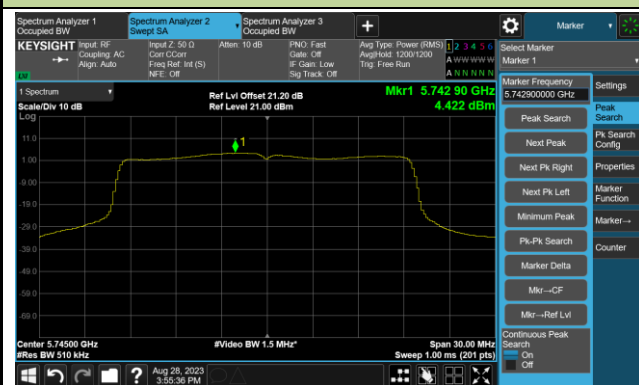 Spectrum Analyzer 1
Occupied BW
Spectrum Analyzer 2
Swept SA
Spectrum Analyzer 3
Occupied BW
+
Marker
KEYSIGHT
Input: RF
Coupling: AC
Align: Auto
Input Z: 50 Ω
Corr CCorr
Freq Ref: Int (S)
NFE: Off
Atten: 10 dB
PNO: Fast
Gate: Off
IF Gain: Low
Sig Track: Off
Avg Type: Power (RMS)
Avg|Hold: 1200/1200
Trig: Free Run
1 2 3 4 5 6
A W W W W W
A N N N N N
LVI
Select Marker
Marker 1
1 Spectrum
Scale/Div 10 dB
Log
Ref Lvl Offset 21.20 dB
Ref Level 21.00 dBm
Mkr1 5.742 90 GHz
4.422 dBm
11.0
1.00
-9.00
-19.0
-29.0
-39.0
-49.0
-59.0
-69.0
1
Center 5.74500 GHz
#Res BW 510 kHz
#Video BW 1.5 MHz*
Span 30.00 MHz
Sweep 1.00 ms (201 pts)
Marker Frequency
5.742900000 GHz
Peak Search
Next Peak
Next Pk Right
Next Pk Left
Minimum Peak
Pk-Pk Search
Marker Delta
Mkr→CF
Mkr→Ref Lvl
Continuous Peak
Search
On
Off
Settings
Peak
Search
Pk Search
Config
Properties
Marker
Function
Marker→
Counter
?
Aug 28, 2023
3:55:36 PM